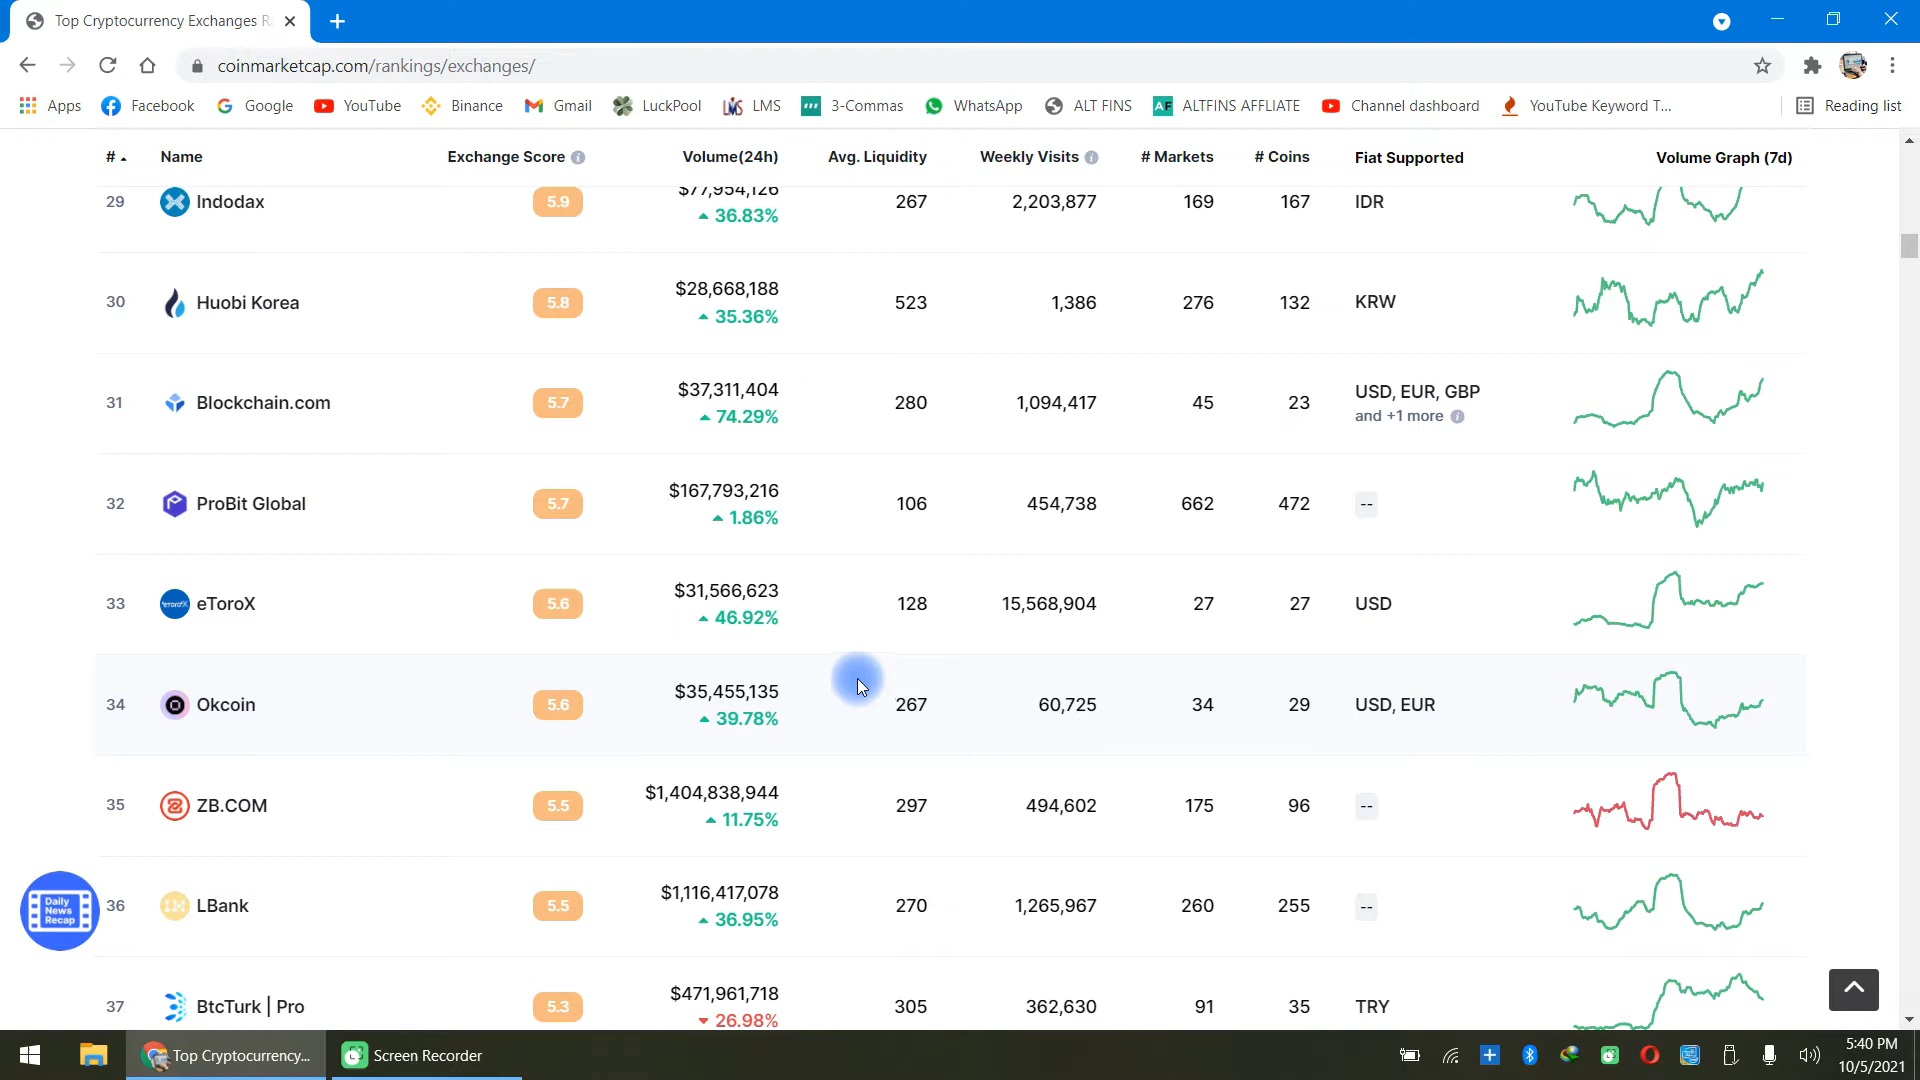 Top Cryptocurrency Exchanges R
coinmarketcap.com/rankings/exchanges/
Apps Facebook Google YouTube Binance Gmail LuckPool LMS 3-Commas WhatsApp ALT FINS ALTFINS AFFLIATE Channel dashboard YouTube Keyword T... Reading list
# Name Exchange Score Volume(24h) Avg. Liquidity Weekly Visits # Markets # Coins Fiat Supported Volume Graph (7d)
29 Indodax 5.9 $77,954,126 267 2,203,877 169 167 IDR
36.83%
30 Huobi Korea 5.8 $28,668,188 523 1,386 276 132 KRW
35.36%
31 Blockchain.com 5.7 $37,311,404 280 1,094,417 45 23 USD, EUR, GBP
74.29% and +1 more
32 ProBit Global 5.7 $167,793,216 106 454,738 662 472 --
1.86%
33 eToroX 5.6 $31,566,623 128 15,568,904 27 27 USD
46.92%
34 Okcoin 5.6 $35,455,135 267 60,725 34 29 USD, EUR
39.78%
35 ZB.COM 5.5 $1,404,838,944 297 494,602 175 96 --
11.75%
Daily News Recap
36 LBank 5.5 $1,116,417,078 270 1,265,967 260 255 --
36.95%
37 BtcTurk | Pro 5.3 $471,961,718 305 362,630 91 35 TRY
26.98%
Top Cryptocurrency... Screen Recorder
5:40 PM
10/5/2021